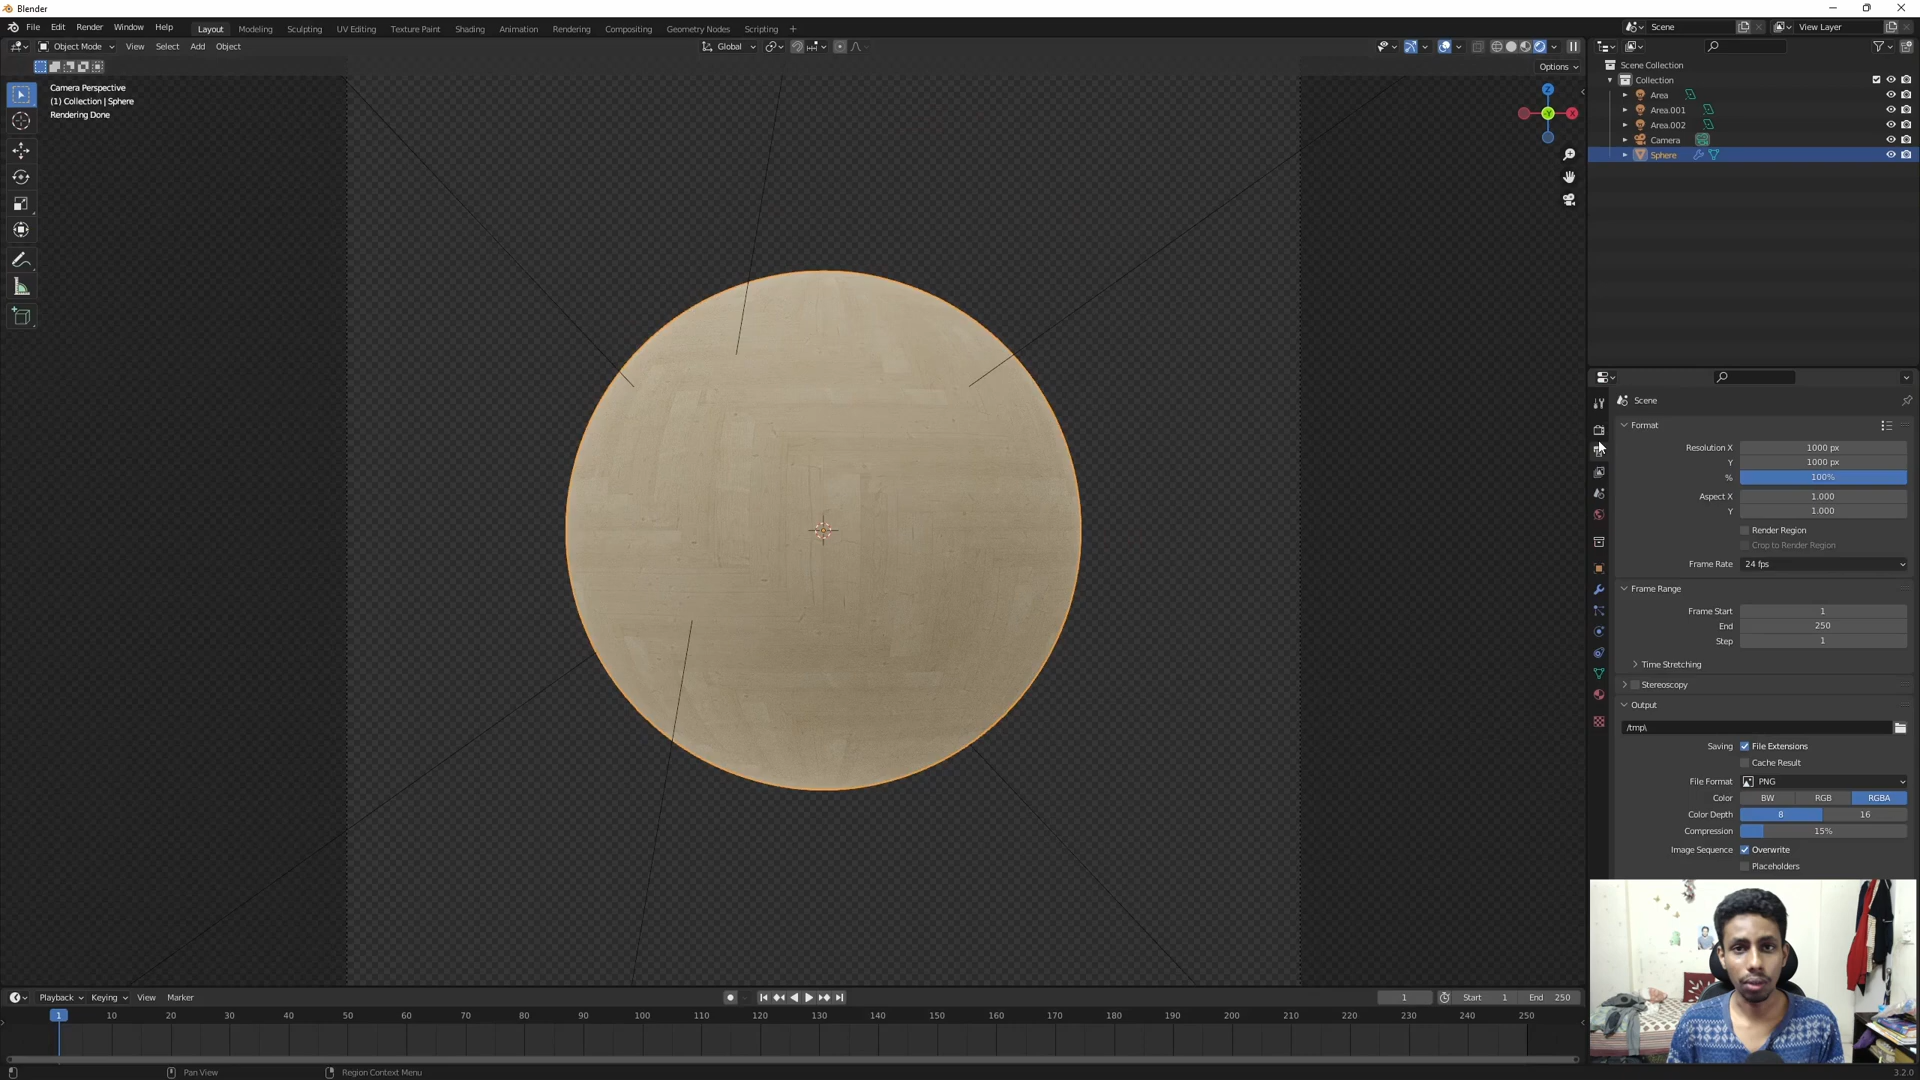 Blender
File Edit Render Window Help
Layout Modeling Sculpting UV Editing Texture Paint Shading Animation Rendering Compositing Geometry Nodes Scripting +
Scene
View Layer
Object Mode View Select Add Object
Global
Options
Camera Perspective
(1) Collection | Sphere
Rendering Done
Z
-Y
X
Scene Collection
Collection
Area
Area.001
Area.002
Camera
Sphere
Scene
Format
Resolution X 1000 px
Y 1000 px
% 100%
Aspect X 1.000
Y 1.000
Render Region
Crop to Render Region
Frame Rate 24 fps
Frame Range
Frame Start 1
End 250
Step 1
Time Stretching
Stereoscopy
Output
/tmp\
Saving File Extensions
Cache Result
File Format PNG
Color BW RGB RGBA
Color Depth 8 16
Compression 15%
Image Sequence Overwrite
Placeholders
Playback Keying View Marker
1 Start 1 End 250
1 10 20 30 40 50 60 70 80 90 100 110 120 130 140 150 160 170 180 190 200 210 220 230 240 250
Pan View
Region Context Menu
3.2.0